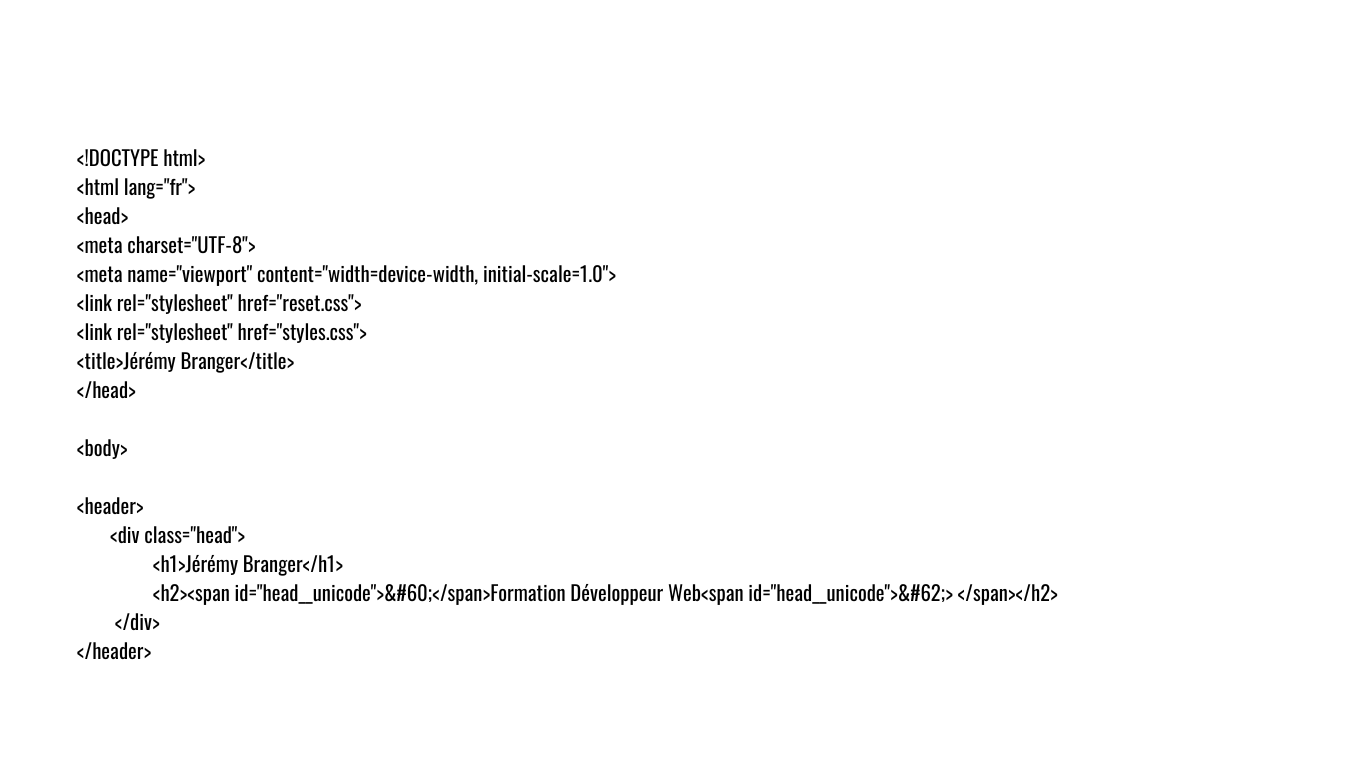 <!DOCTYPE html>
<html lang="fr">
<head>
<meta charset="UTF-8">
<meta name="viewport" content="width=device-width, initial-scale=1.0">
<link rel="stylesheet" href="reset.css">
<link rel="stylesheet" href="styles.css">
<title>Jérémy Branger</title>
</head>
<body>
<header>
<div class="head">
<h1>Jérémy Branger</h1>
<h2><span id="head__unicode">&#60;</span>Formation Développeur Web<span id="head__unicode">&#62;> </span></h2>
</div>
</header>